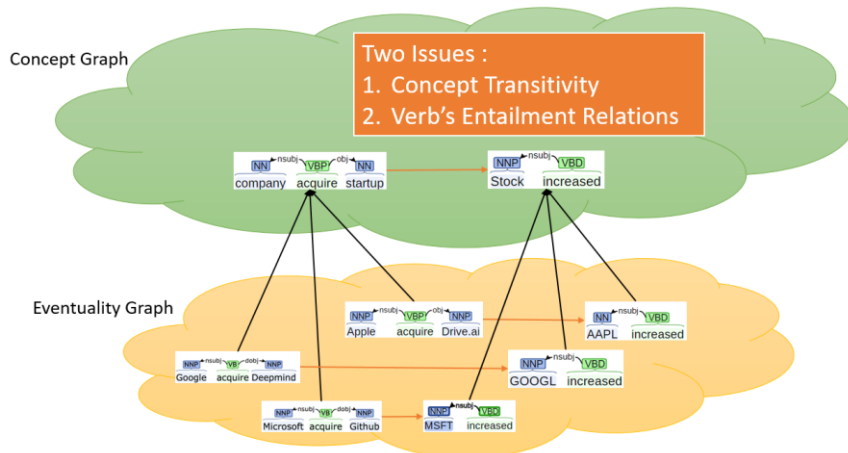 Concept Graph
Two Issues :
1. Concept Transitivity
2. Verb's Entailment Relations
NN nsubj VBP obj NN
company acquire startup
NNP nsubj VBD
Stock increased
Eventuality Graph
NNP nsubj VBP obj NNP
Apple acquire Drive.ai
NN nsubj VBD
AAPL increased
NNP nsubj VB dobj NNP
Google acquire Deepmind
NNP nsubj VBD
GOOGL increased
NNP nsubj VB dobj NNP
Microsoft acquire Github
NNP nsubj VBD
MSFT increased